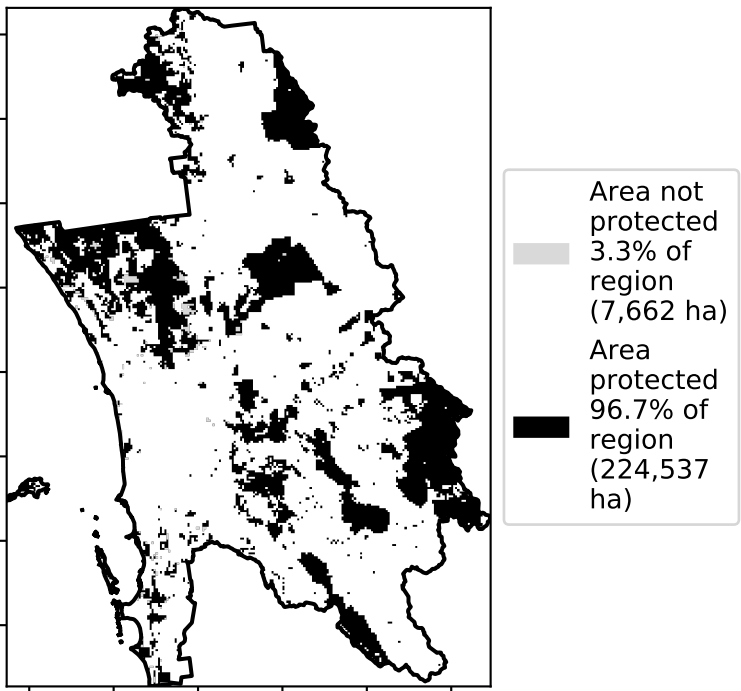 Area not
protected
3.3% of
region
(7,662 ha)
Area
protected
96.7% of
region
(224,537
ha)